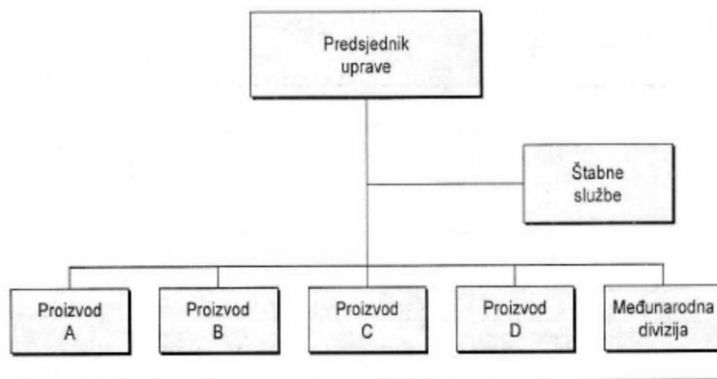 Predsjednik
uprave
Štabne
službe
Proizvod
A
Proizvod
B
Proizvod
C
Proizvod
D
Međunarodna
divizija